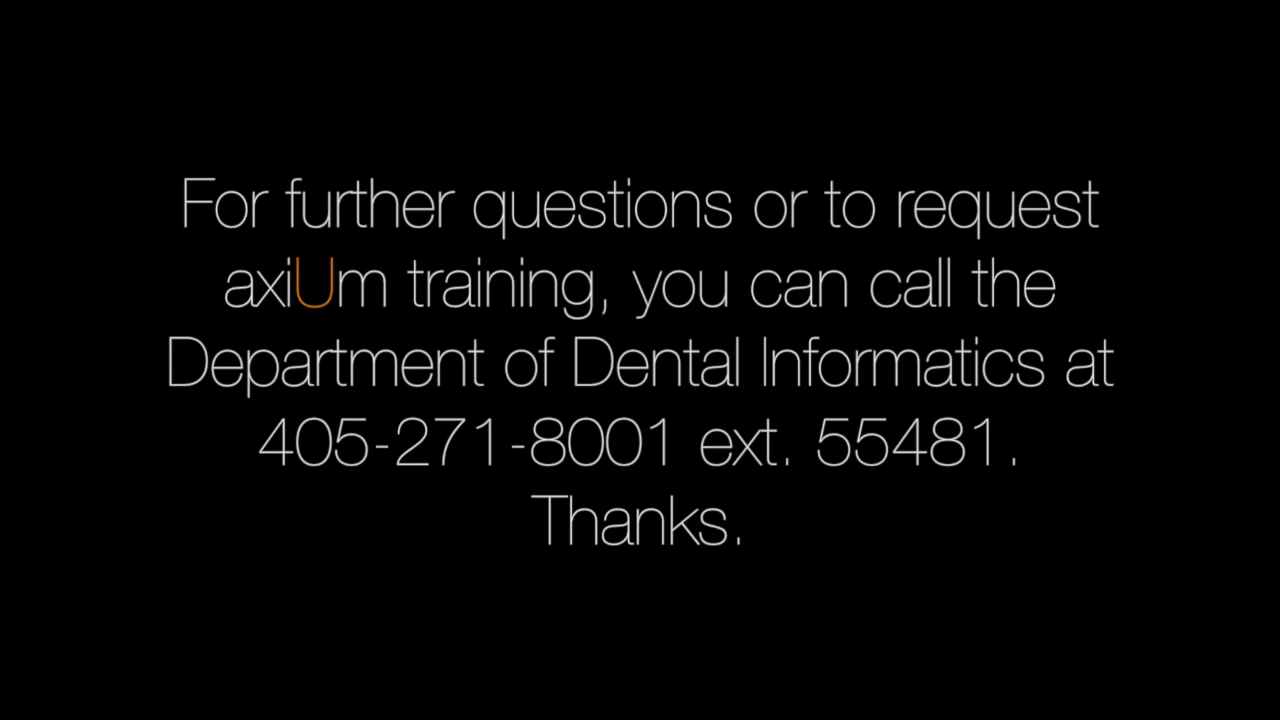 For further questions or to request
axiUm training, you can call the
Department of Dental Informatics at
405-271-8001 ext. 55481.
Thanks.